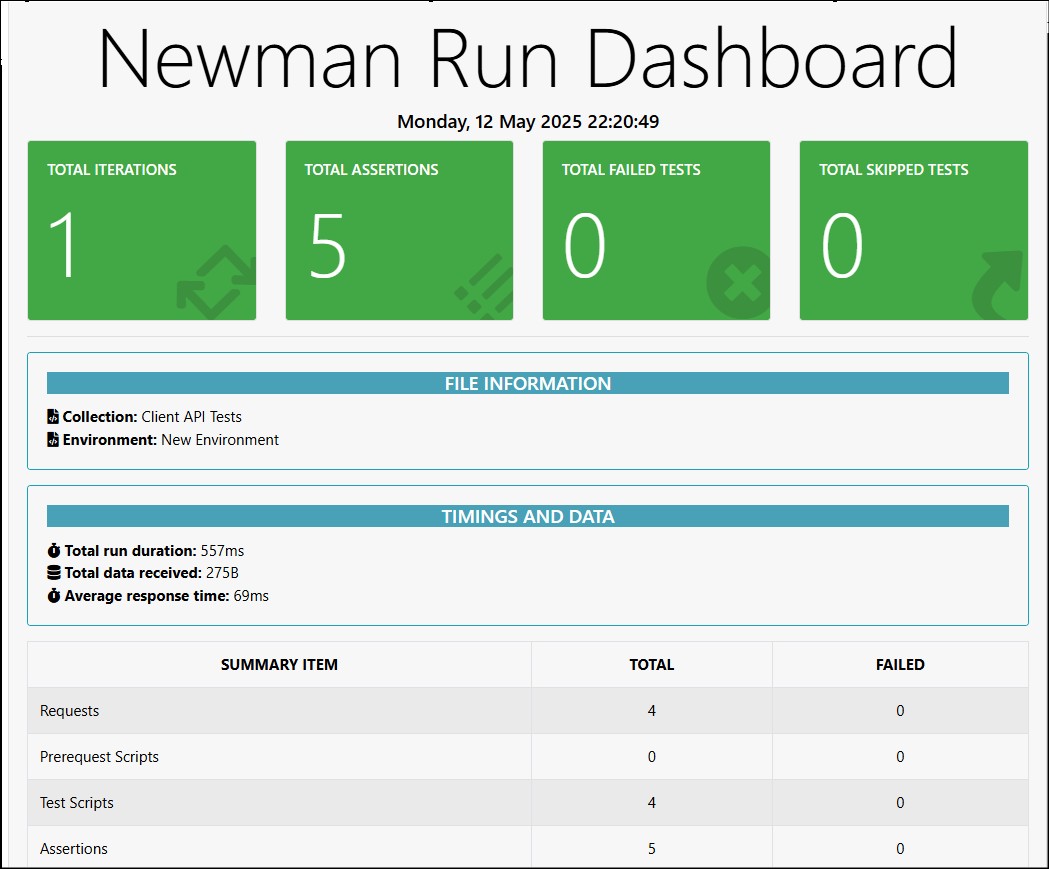 Newman Run Dashboard
Monday, 12 May 2025 22:20:49
TOTAL ITERATIONS
1
TOTAL ASSERTIONS
5
TOTAL FAILED TESTS
0
TOTAL SKIPPED TESTS
0
FILE INFORMATION
Collection: Client API Tests
Environment: New Environment
TIMINGS AND DATA
Total run duration: 557ms
Total data received: 275B
Average response time: 69ms
SUMMARY ITEM TOTAL FAILED
Requests 4 0
Prerequest Scripts 0 0
Test Scripts 4 0
Assertions 5 0